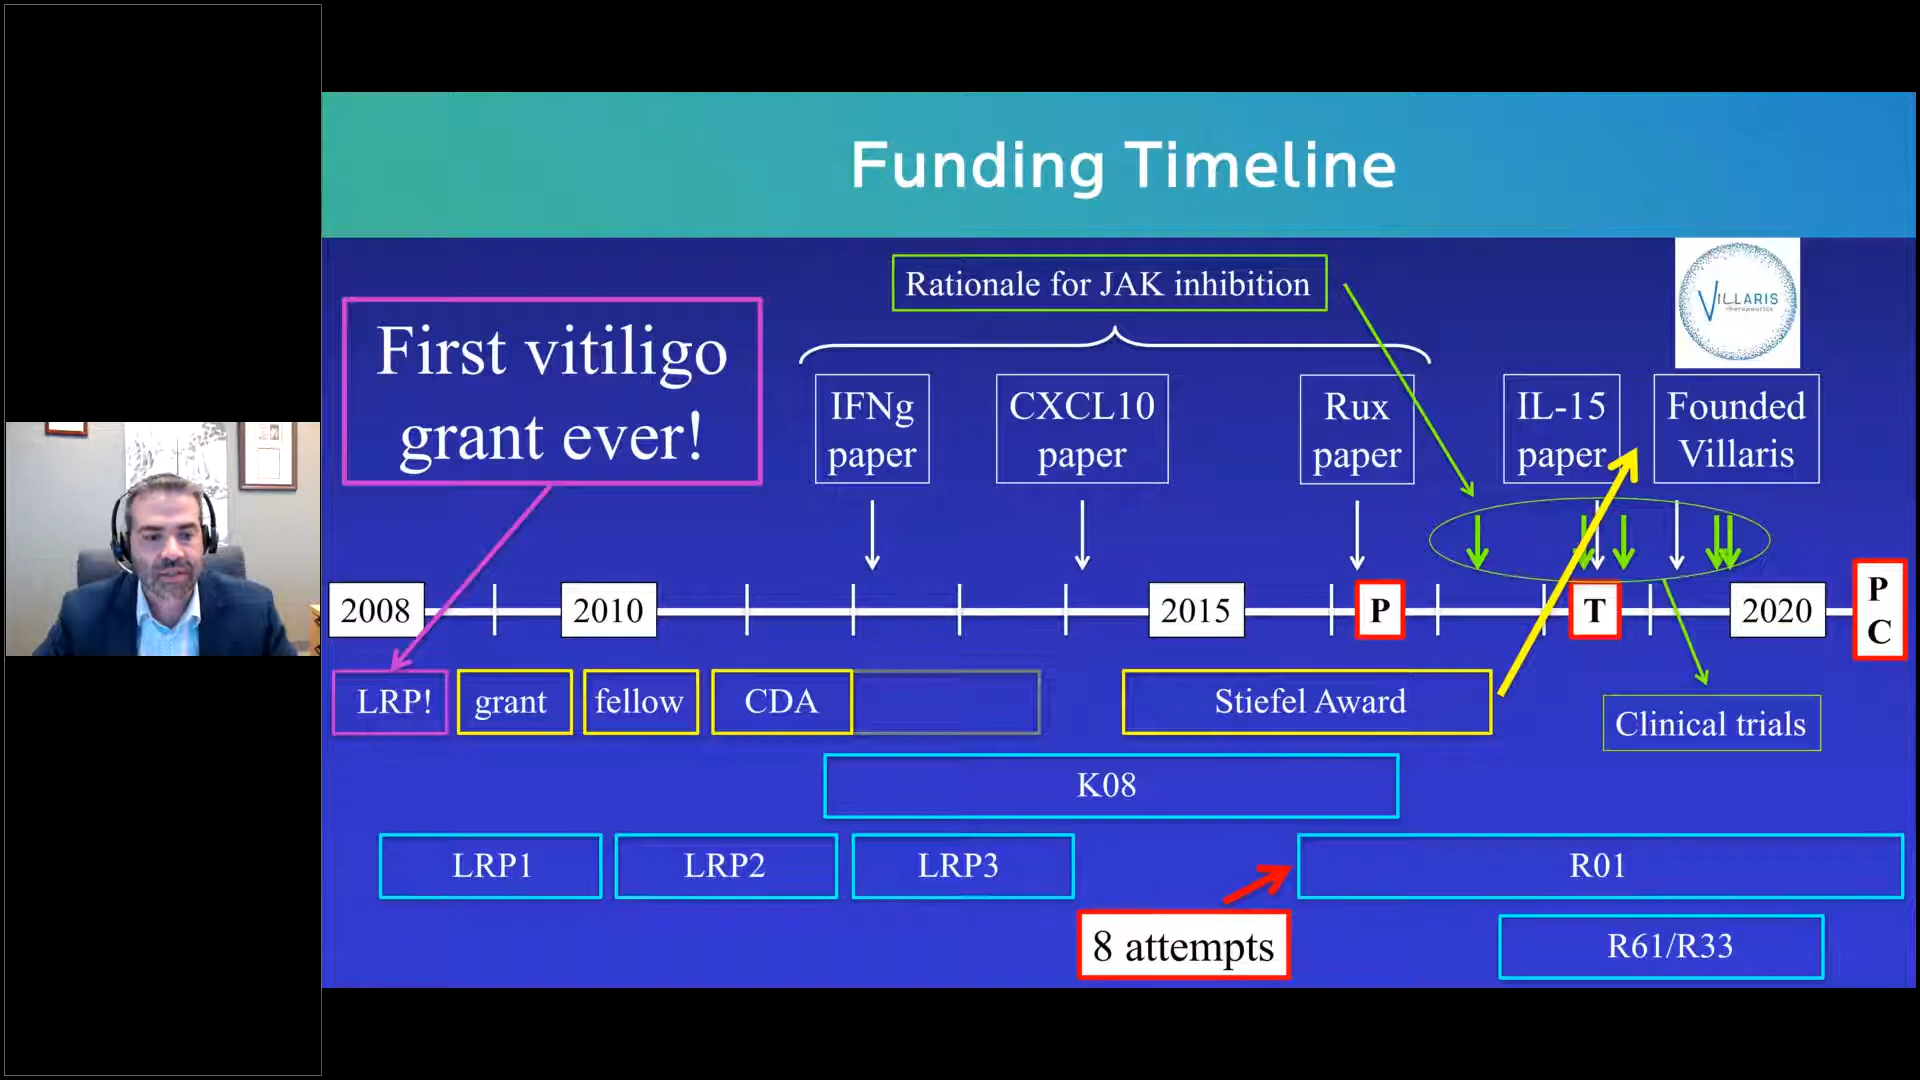 Funding Timeline
Rationale for JAK inhibition
VILLARIS
therapeutics
First vitiligo
grant ever!
IFNg
paper
CXCL10
paper
Rux
paper
IL-15
paper
Founded
Villaris
2008
2010
2015
P
T
2020
P
C
LRP!
grant
fellow
CDA
Stiefel Award
Clinical trials
K08
LRP1
LRP2
LRP3
R01
8 attempts
R61/R33